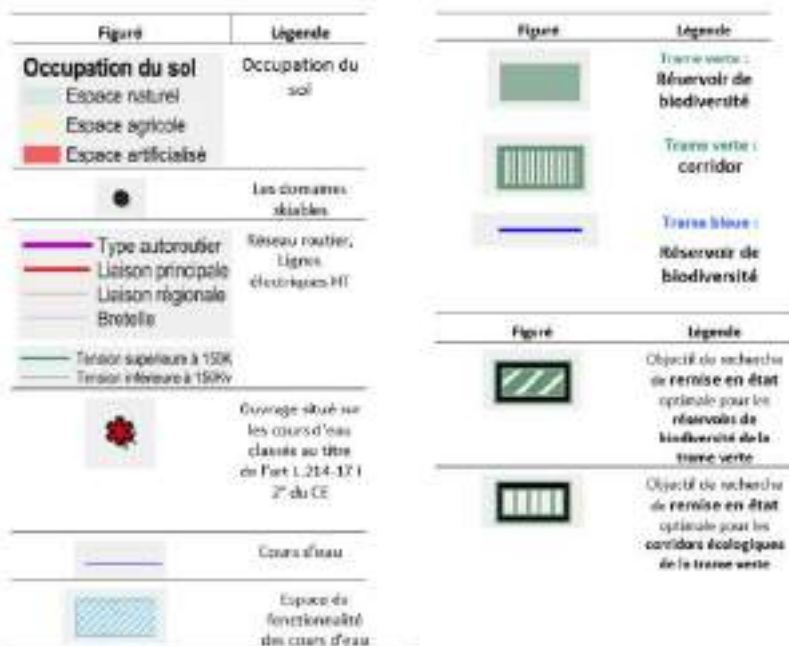 Figuré Légende
Occupation du sol
Espace naturel
Espace agricole
Espace artificialisé
Occupation du
sol
Les domaines
skiables
Type autoroutier
Liaison principale
Liaison régionale
Bretelle
Tension supérieure à 150K
Tension inférieure à 150Kv
Réseau routier,
Lignes
électriques HT
Ouvrage situé sur
les cours d'eau
classés au titre
de l'art L.214-17 I
2° du CE
Cours d'eau
Espace de
fonctionnalité
des cours d'eau
Figuré Légende
Trame verte :
Réservoir de
biodiversité
Trame verte :
corridor
Trame bleue :
Réservoir de
biodiversité
Figuré Légende
Objectif de recherche
de remise en état
optimale pour les
réservoirs de
biodiversité de la
trame verte
Objectif de recherche
de remise en état
optimale pour les
corridors écologiques
de la trame verte